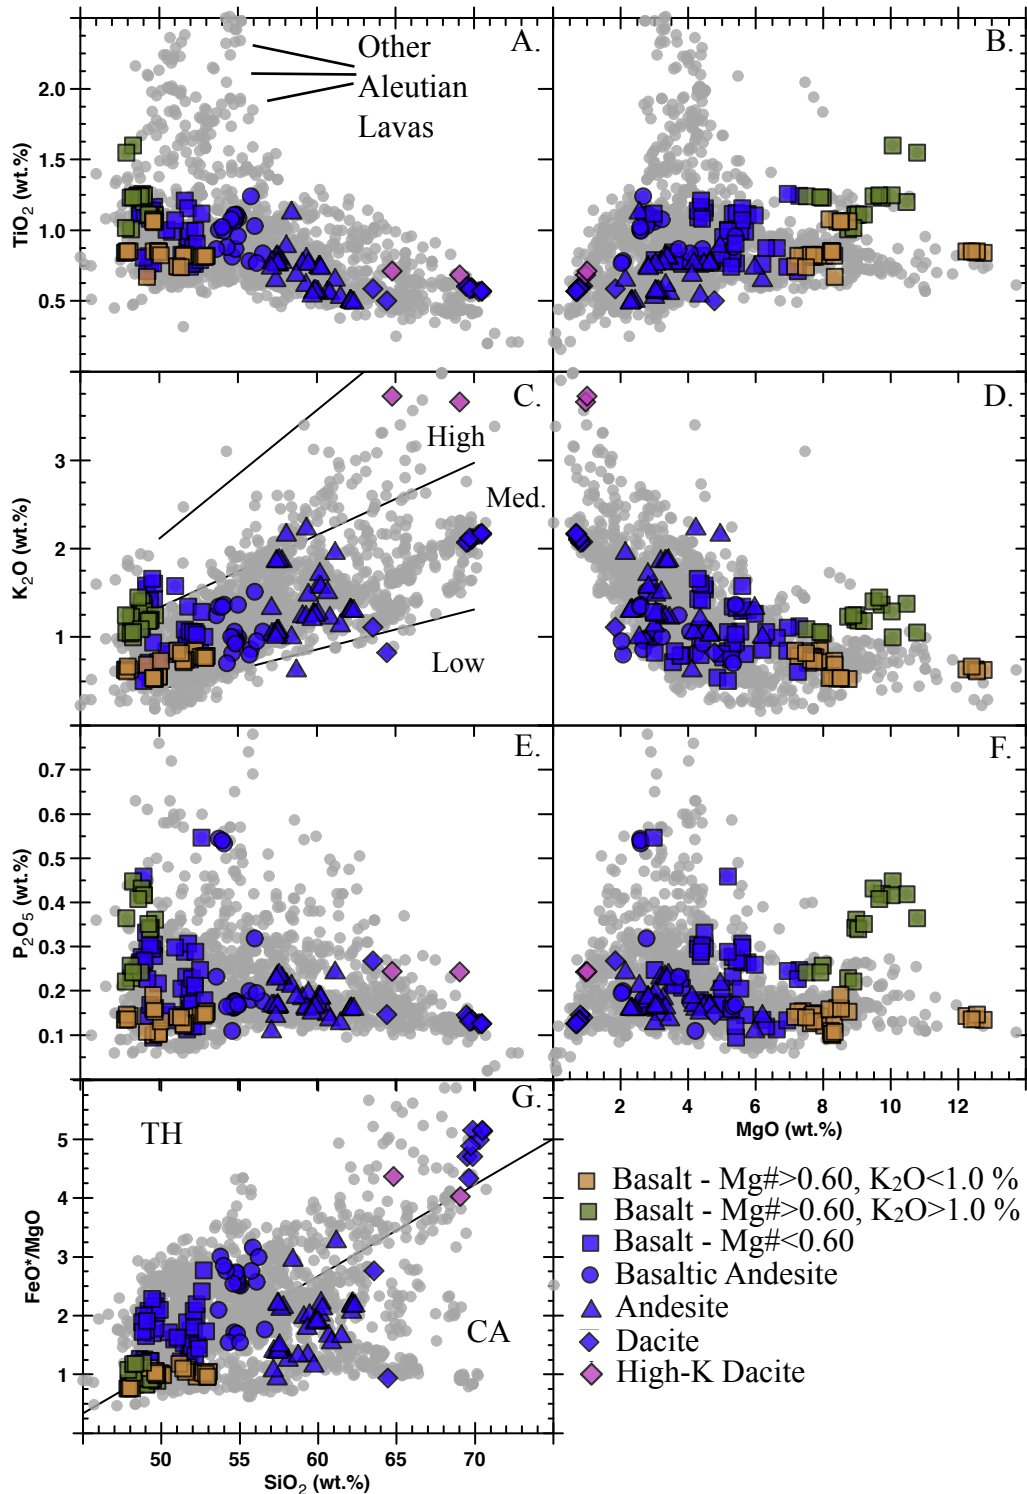 A.
B.
Other
Aleutian
Lavas
TiO2 (wt.%)
2.0
1.5
1.0
0.5
C.
D.
High
Med.
Low
K2O (wt.%)
3
2
1
E.
F.
P2O5 (wt.%)
0.7
0.6
0.5
0.4
0.3
0.2
0.1
2 4 6 8 10 12
MgO (wt.%)
G.
TH
CA
FeO*/MgO
5
4
3
2
1
50 55 60 65 70
SiO2 (wt.%)
Basalt - Mg#>0.60, K2O<1.0 %
Basalt - Mg#>0.60, K2O>1.0 %
Basalt - Mg#<0.60
Basaltic Andesite
Andesite
Dacite
High-K Dacite